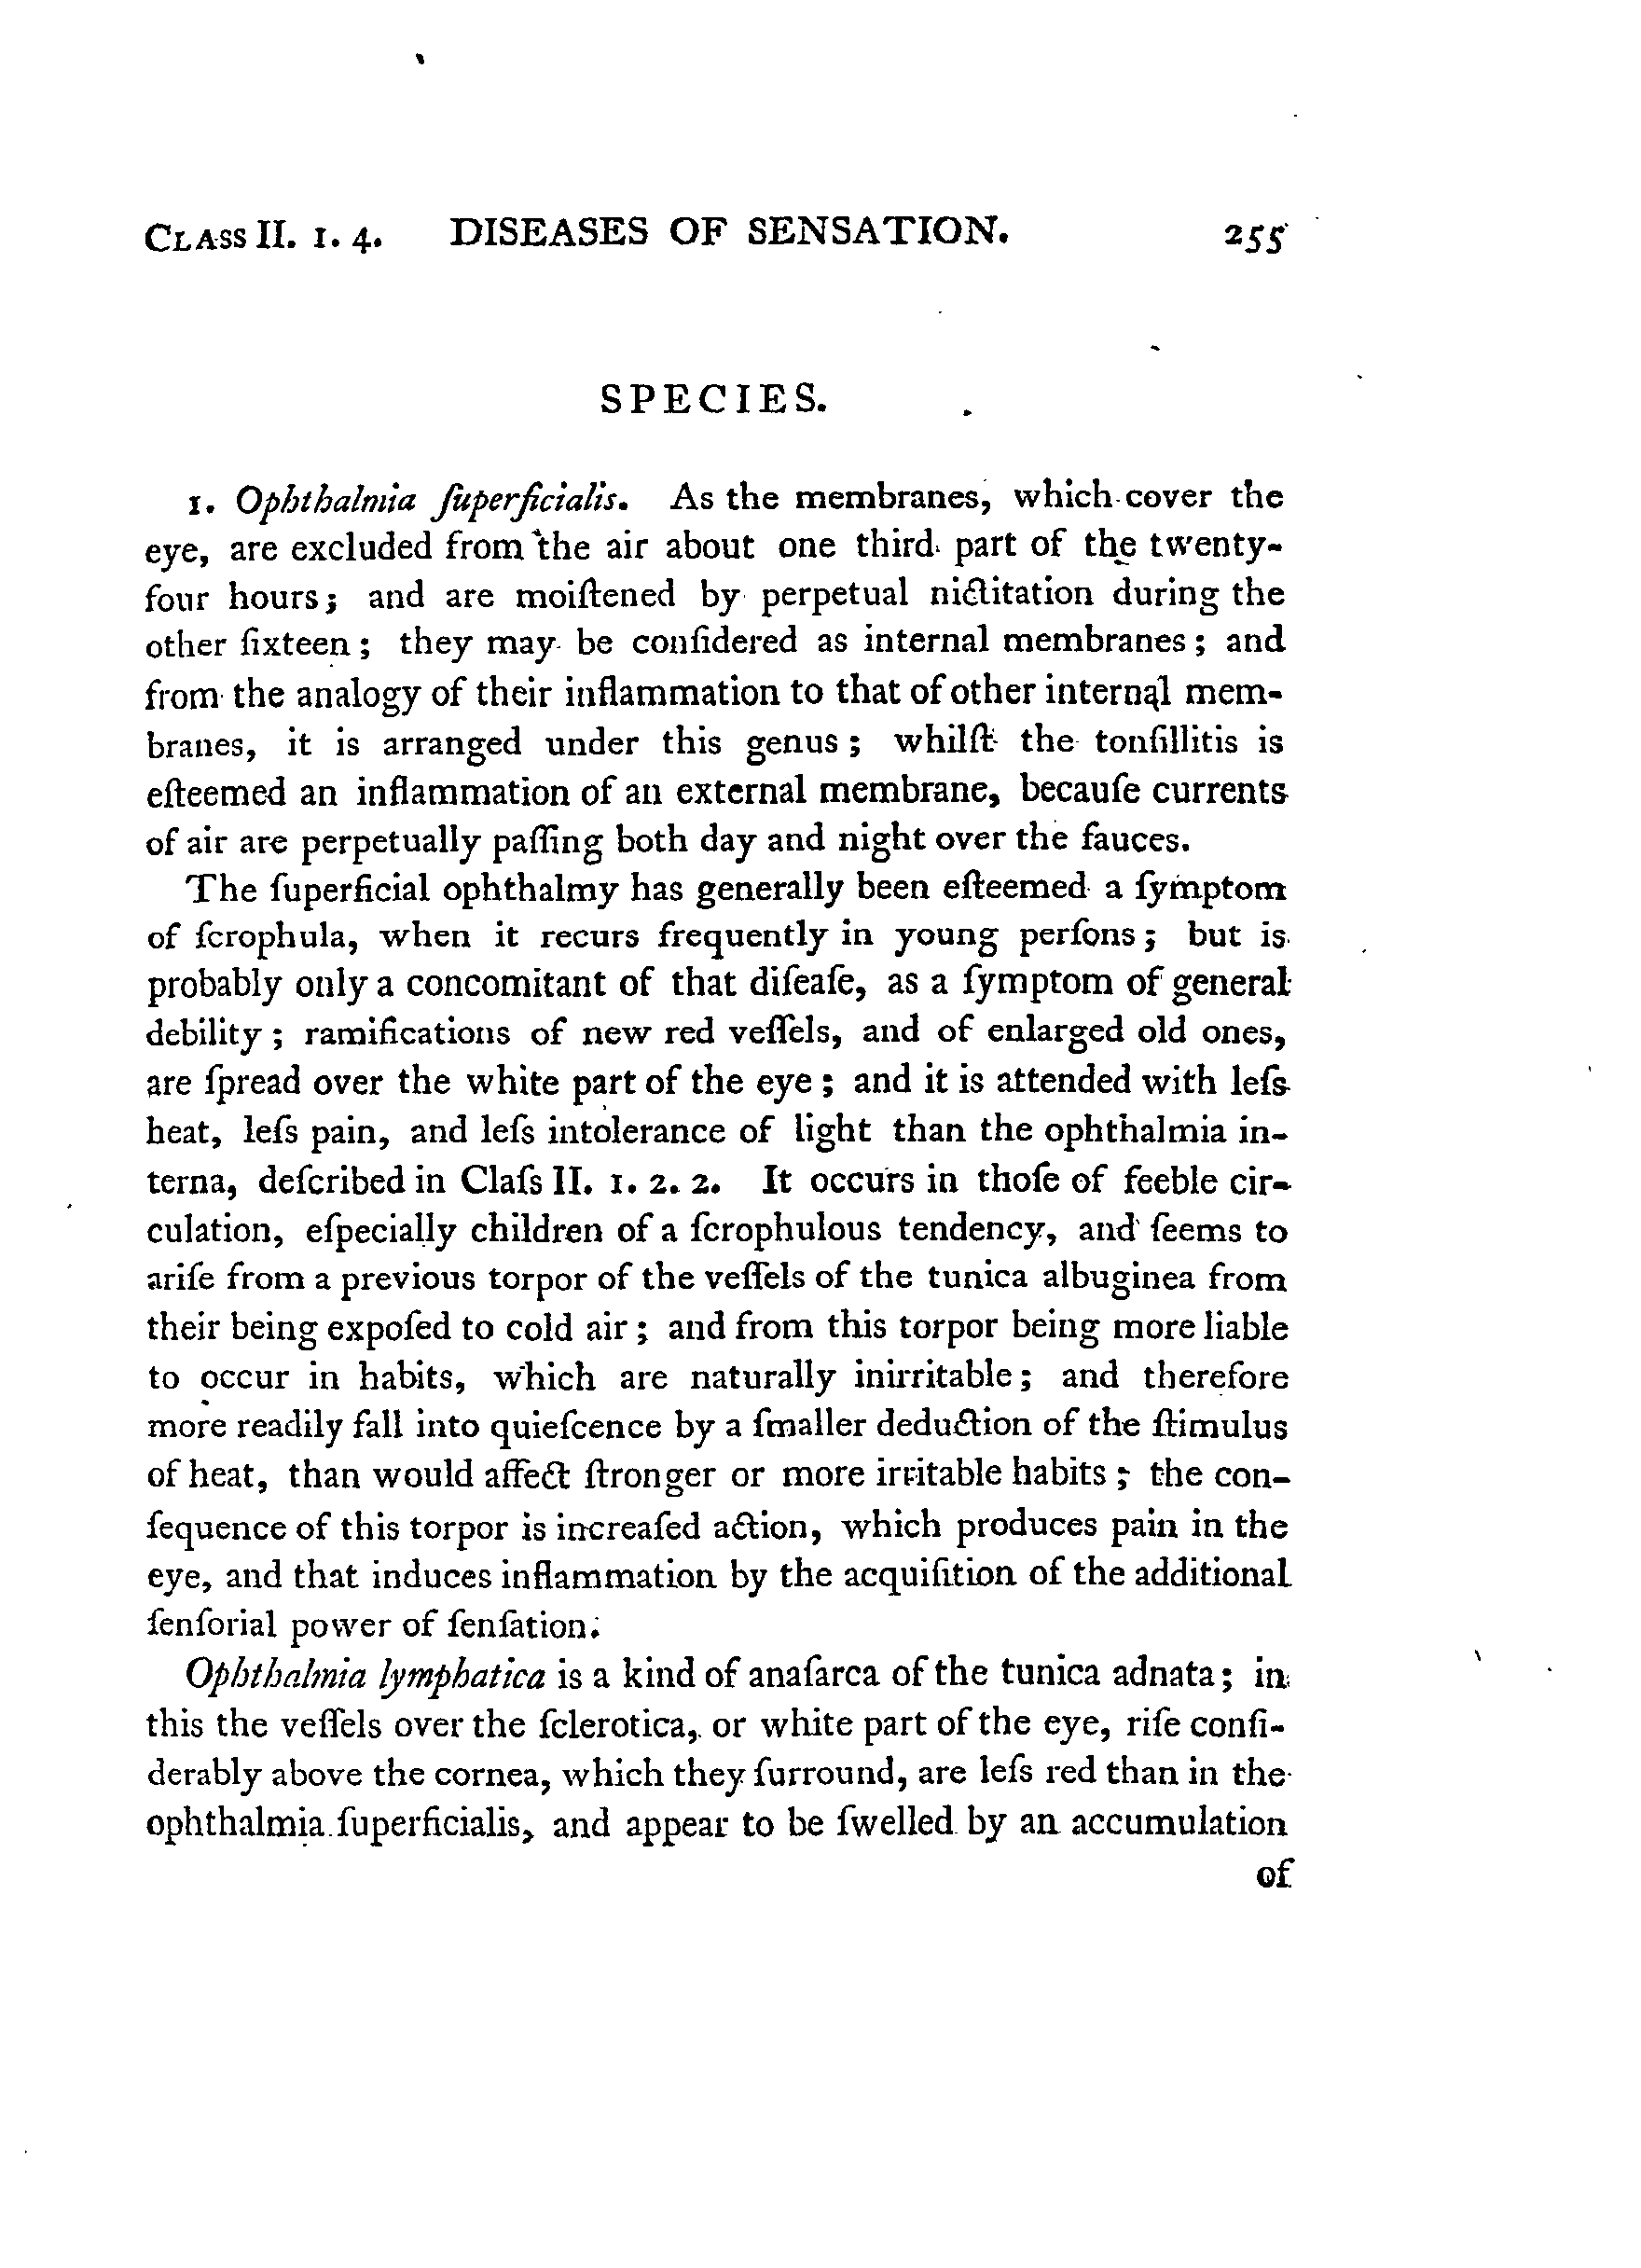 CLASS II. 1. 4. DISEASES OF SENSATION. 255
SPECIES.
1. Ophthalmia ſuperficialis. As the membranes, which cover the
eye, are excluded from the air about one third part of the twenty-
four hours; and are moiſtened by perpetual nictitation during the
other ſixteen; they may be conſidered as internal membranes; and
from the analogy of their inflammation to that of other internal mem-
branes, it is arranged under this genus; whilſt the tonſillitis is
eſteemed an inflammation of an external membrane, becauſe currents
of air are perpetually paſſing both day and night over the fauces.
The ſuperficial ophthalmy has generally been eſteemed a ſymptom
of ſcrophula, when it recurs frequently in young perſons; but is
probably only a concomitant of that diſeaſe, as a ſymptom of general
debility; ramifications of new red veſſels, and of enlarged old ones,
are ſpread over the white part of the eye; and it is attended with leſs
heat, leſs pain, and leſs intolerance of light than the ophthalmia in-
terna, deſcribed in Claſs II. 1. 2. 2. It occurs in thoſe of feeble cir-
culation, eſpecially children of a ſcrophulous tendency, and ſeems to
ariſe from a previous torpor of the veſſels of the tunica albuginea from
their being expoſed to cold air; and from this torpor being more liable
to occur in habits, which are naturally inirritable; and therefore
more readily fall into quieſcence by a ſmaller deduction of the ſtimulus
of heat, than would affect ſtronger or more irritable habits; the con-
ſequence of this torpor is increaſed action, which produces pain in the
eye, and that induces inflammation by the acquiſition of the additional
ſenſorial power of ſenſation.
Ophthalmia lymphatica is a kind of anaſarca of the tunica adnata; in
this the veſſels over the ſclerotica, or white part of the eye, riſe conſi-
derably above the cornea, which they ſurround, are leſs red than in the
ophthalmia ſuperficialis, and appear to be ſwelled by an accumulation
of